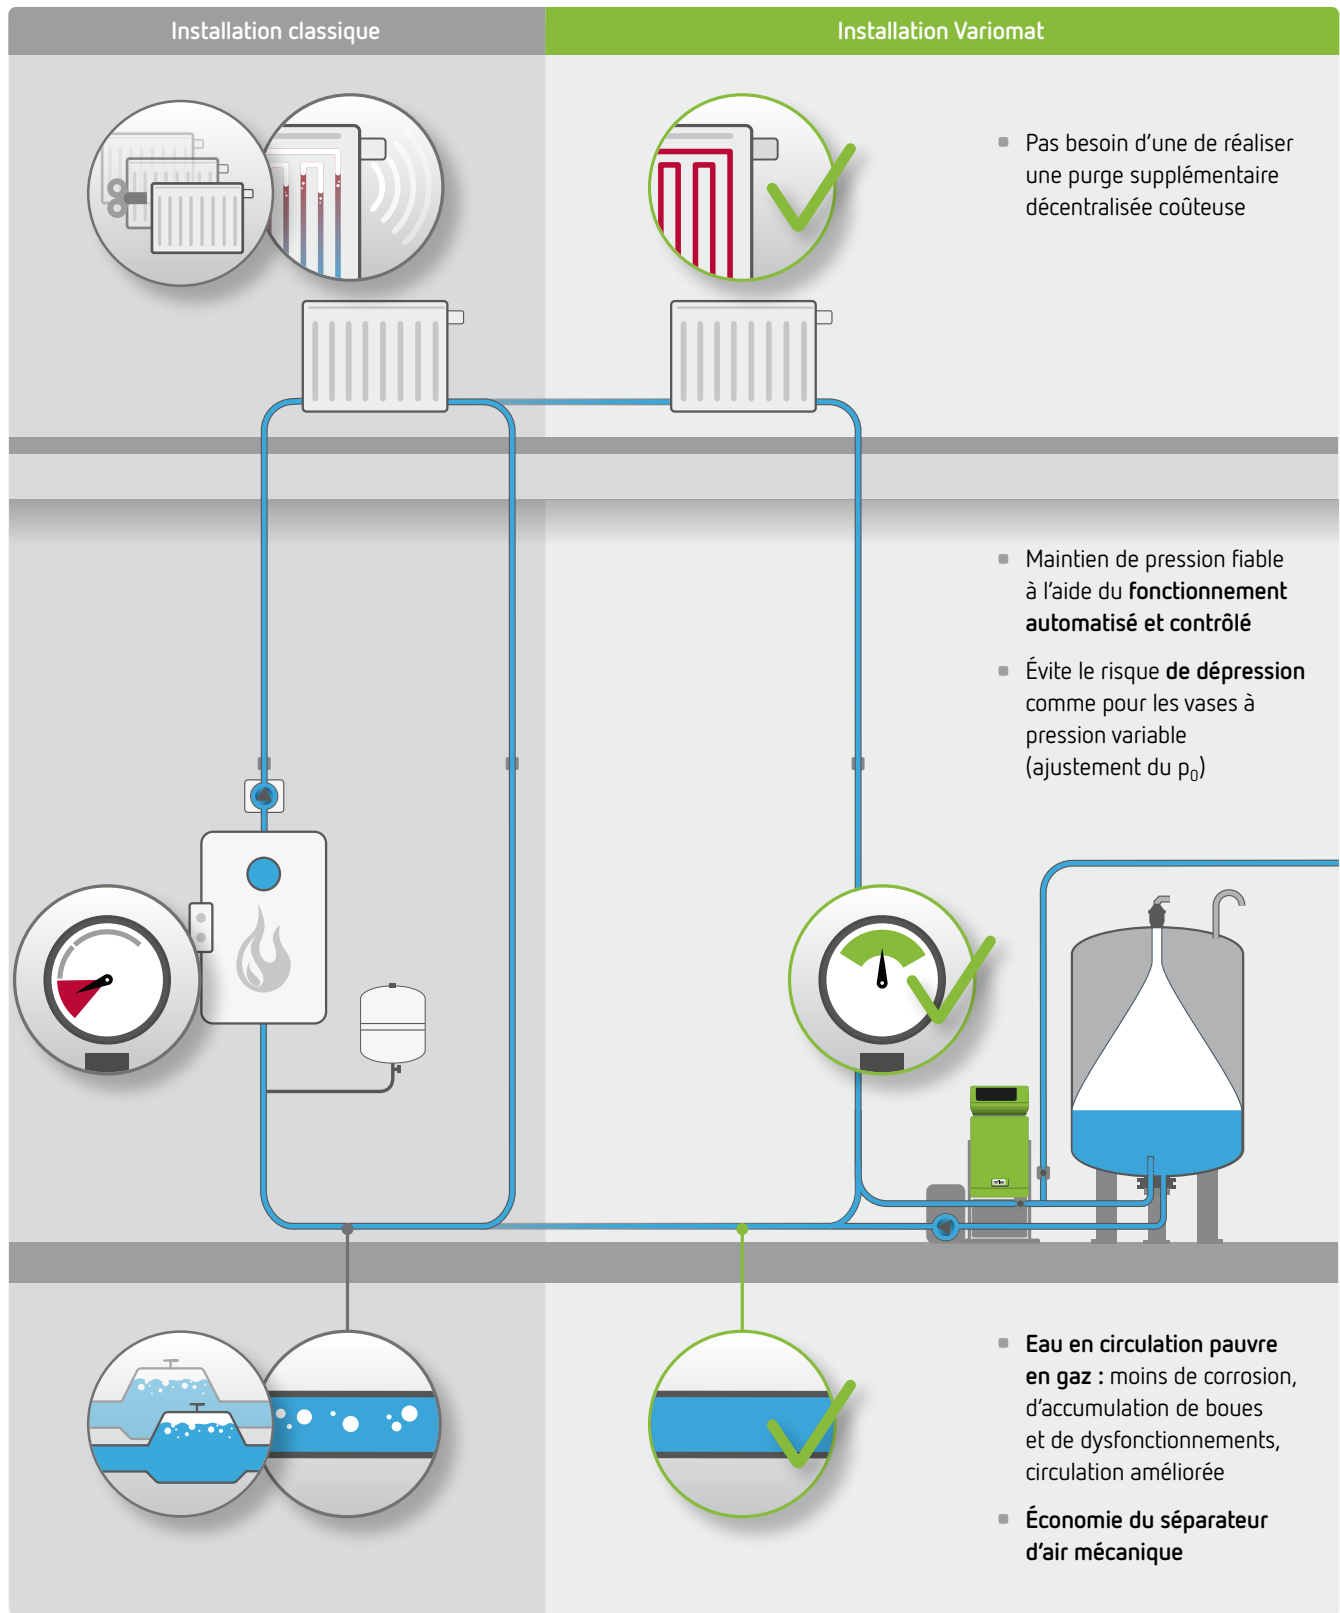 Installation classique
Installation Variomat
Pas besoin d'une de réaliser
une purge supplémentaire
décentralisée coûteuse
Maintien de pression fiable
à l'aide du fonctionnement
automatisé et contrôlé
Évite le risque de dépression
comme pour les vases à
pression variable
(ajustement du p₀)
reflex
Eau en circulation pauvre
en gaz : moins de corrosion,
d'accumulation de boues
et de dysfonctionnements,
circulation améliorée
Économie du séparateur
d'air mécanique